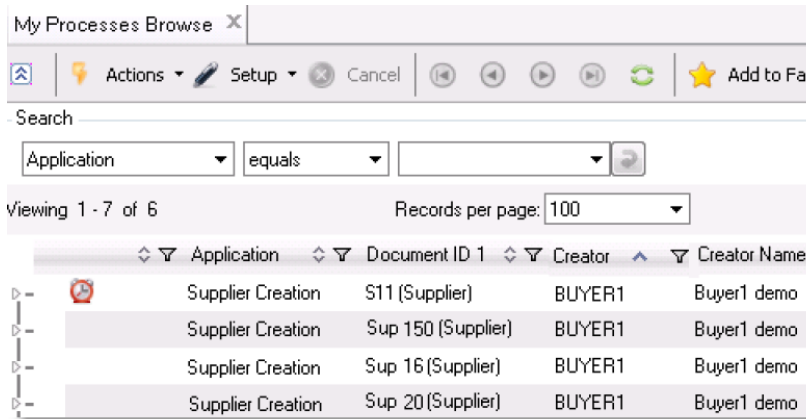 My Processes Browse X
Actions Setup Cancel Add to Fa
Search
Application equals
Viewing 1 - 7 of 6 Records per page: 100
Application Document ID 1 Creator Creator Name
Supplier Creation S11 (Supplier) BUYER1 Buyer1 demo
Supplier Creation Sup 150 (Supplier) BUYER1 Buyer1 demo
Supplier Creation Sup 16 (Supplier) BUYER1 Buyer1 demo
Supplier Creation Sup 20 (Supplier) BUYER1 Buyer1 demo